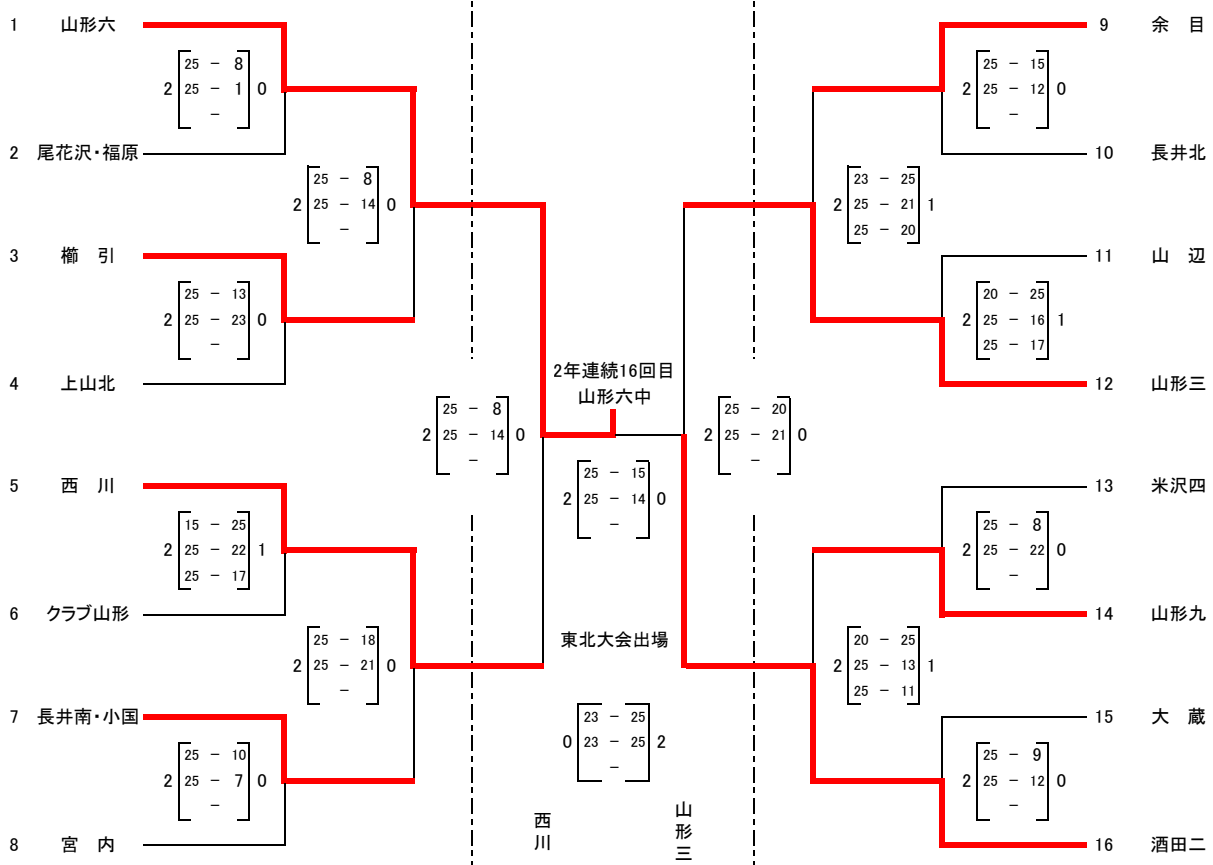 1 山形六
2 [25 - 8
25 - 1
-] 0
2 尾花沢・福原
2 [25 - 8
25 - 14
-] 0
3 櫛 引
2 [25 - 13
25 - 23
-] 0
4 上山北
2 [25 - 8
25 - 14
-] 0
5 西 川
2 [15 - 25
25 - 22
25 - 17] 1
6 クラブ山形
2 [25 - 18
25 - 21
-] 0
7 長井南・小国
2 [25 - 10
25 - 7
-] 0
8 宮 内
2年連続16回目
山形六中
2 [25 - 15
25 - 14
-] 0
東北大会出場
0 [23 - 25
23 - 25
-] 2
西川
山形三
9 余 目
2 [25 - 15
25 - 12
-] 0
10 長井北
2 [23 - 25
25 - 21
25 - 20] 1
11 山 辺
2 [20 - 25
25 - 16
25 - 17] 1
12 山形三
2 [25 - 20
25 - 21
-] 0
13 米沢四
2 [25 - 8
25 - 22
-] 0
14 山形九
2 [20 - 25
25 - 13
25 - 11] 1
15 大 蔵
2 [25 - 9
25 - 12
-] 0
16 酒田二